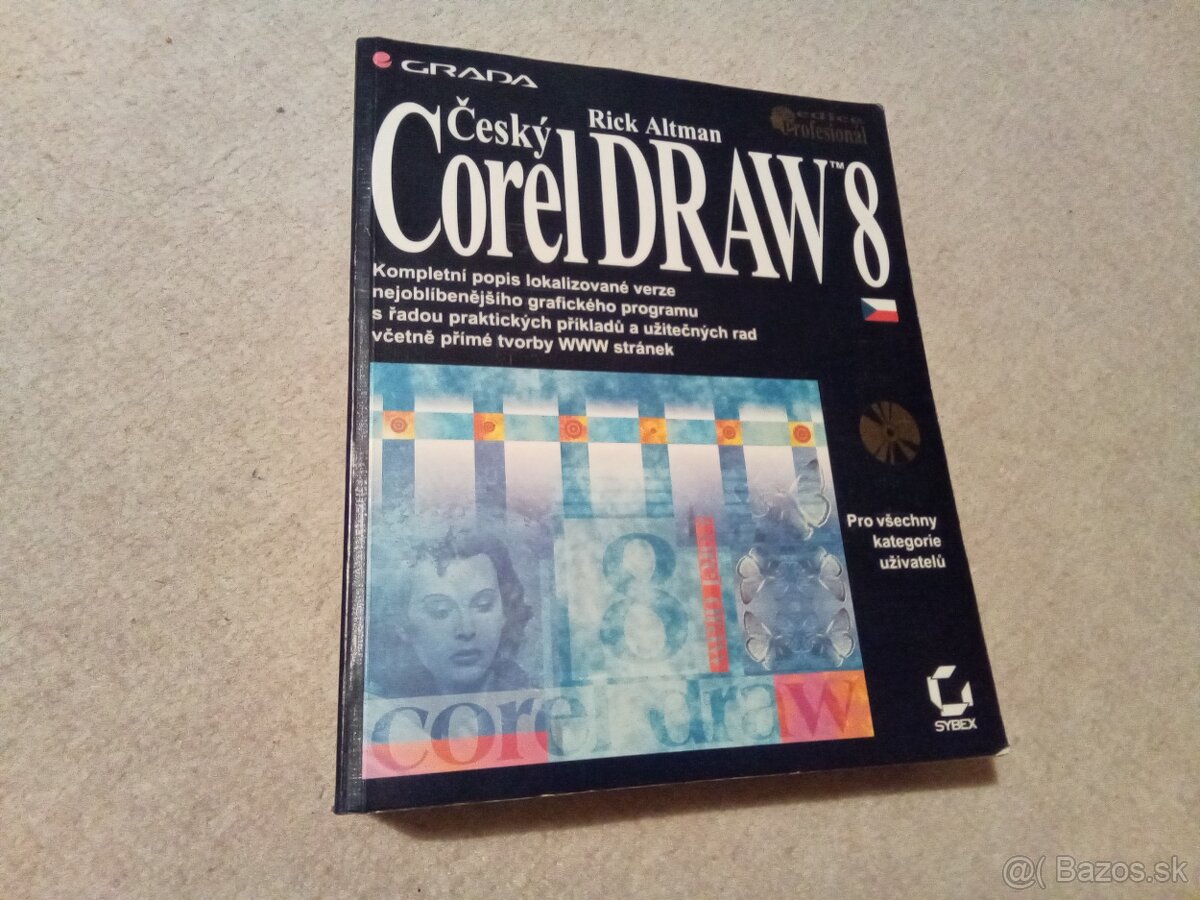 GRADA
Rick Altman
edice
Profesional
Český
CorelDRAW™ 8
Kompletní popis lokalizované verze
nejoblíbenějšího grafického programu
s řadou praktických příkladů a užitečných rad
včetně přímé tvorby WWW stránek
8
corel draw
Pro všechny
kategorie
uživatelů
SYBEX
@( Bazos.sk